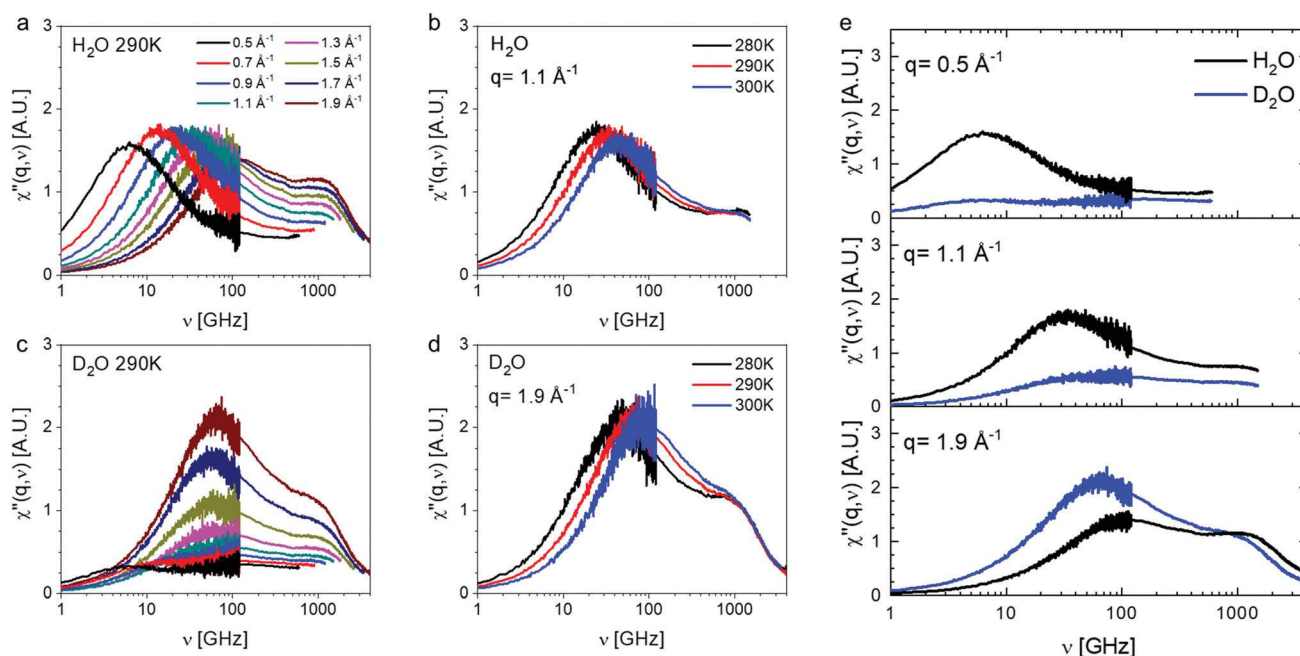 a
H₂O 290K
0.5 Å⁻¹ 1.3 Å⁻¹
0.7 Å⁻¹ 1.5 Å⁻¹
0.9 Å⁻¹ 1.7 Å⁻¹
1.1 Å⁻¹ 1.9 Å⁻¹
χ''(q,ν) [A.U.]
3
2
1
0
1 10 100 1000
ν [GHz]
b
H₂O
q= 1.1 Å⁻¹
280K
290K
300K
χ''(q,ν) [A.U.]
3
2
1
0
1 10 100 1000
ν [GHz]
c
D₂O 290K
χ''(q,ν) [A.U.]
3
2
1
0
1 10 100 1000
ν [GHz]
d
D₂O
q= 1.9 Å⁻¹
280K
290K
300K
χ''(q,ν) [A.U.]
3
2
1
0
1 10 100 1000
ν [GHz]
e
q= 0.5 Å⁻¹
H₂O
D₂O
χ''(q,ν) [A.U.]
3
2
1
0
q= 1.1 Å⁻¹
χ''(q,ν) [A.U.]
3
2
1
0
q= 1.9 Å⁻¹
χ''(q,ν) [A.U.]
3
2
1
0
1 10 100 1000
ν [GHz]